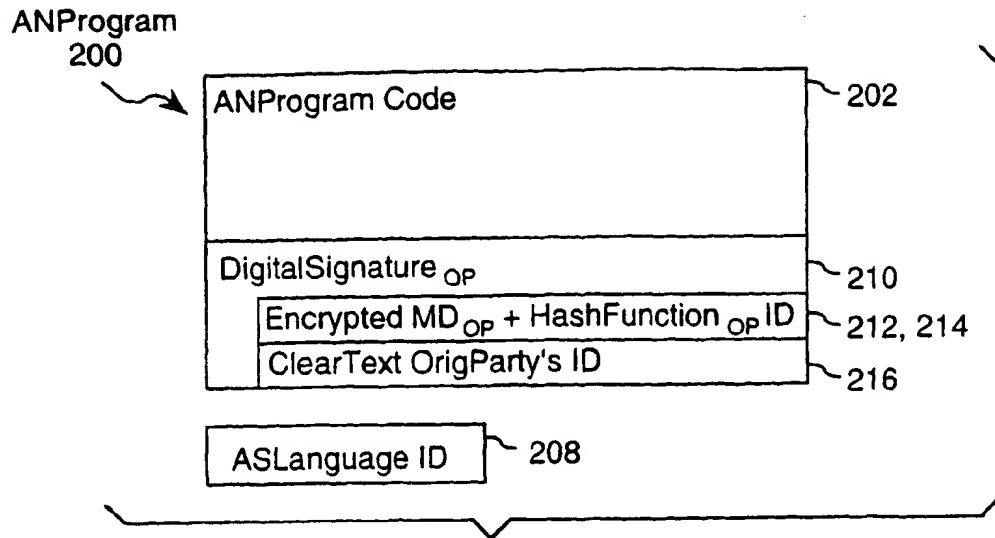 ANProgram
200
ANProgram Code
202
DigitalSignature OP
210
Encrypted MD OP + HashFunction OP ID
212, 214
ClearText OrigParty's ID
216
ASLanguage ID
208